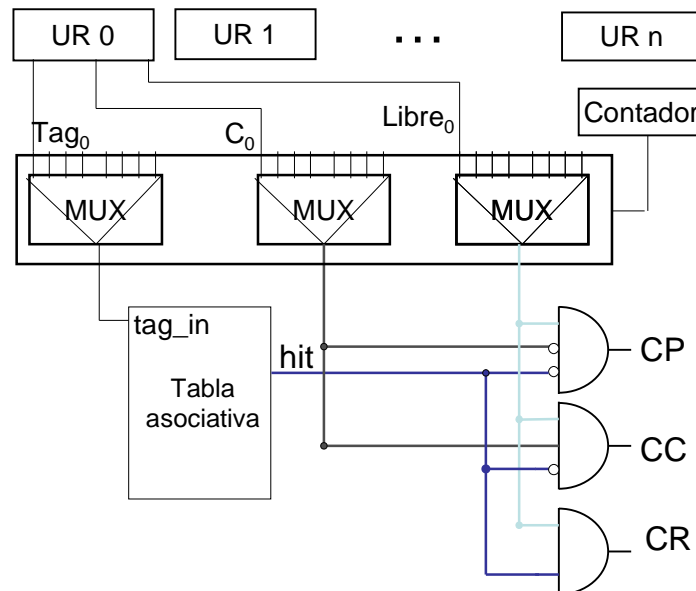 UR 0
UR 1
...
UR n
Contador
Tag0
C0
Libre0
MUX
MUX
MUX
tag_in
hit
Tabla
asociativa
CP
CC
CR